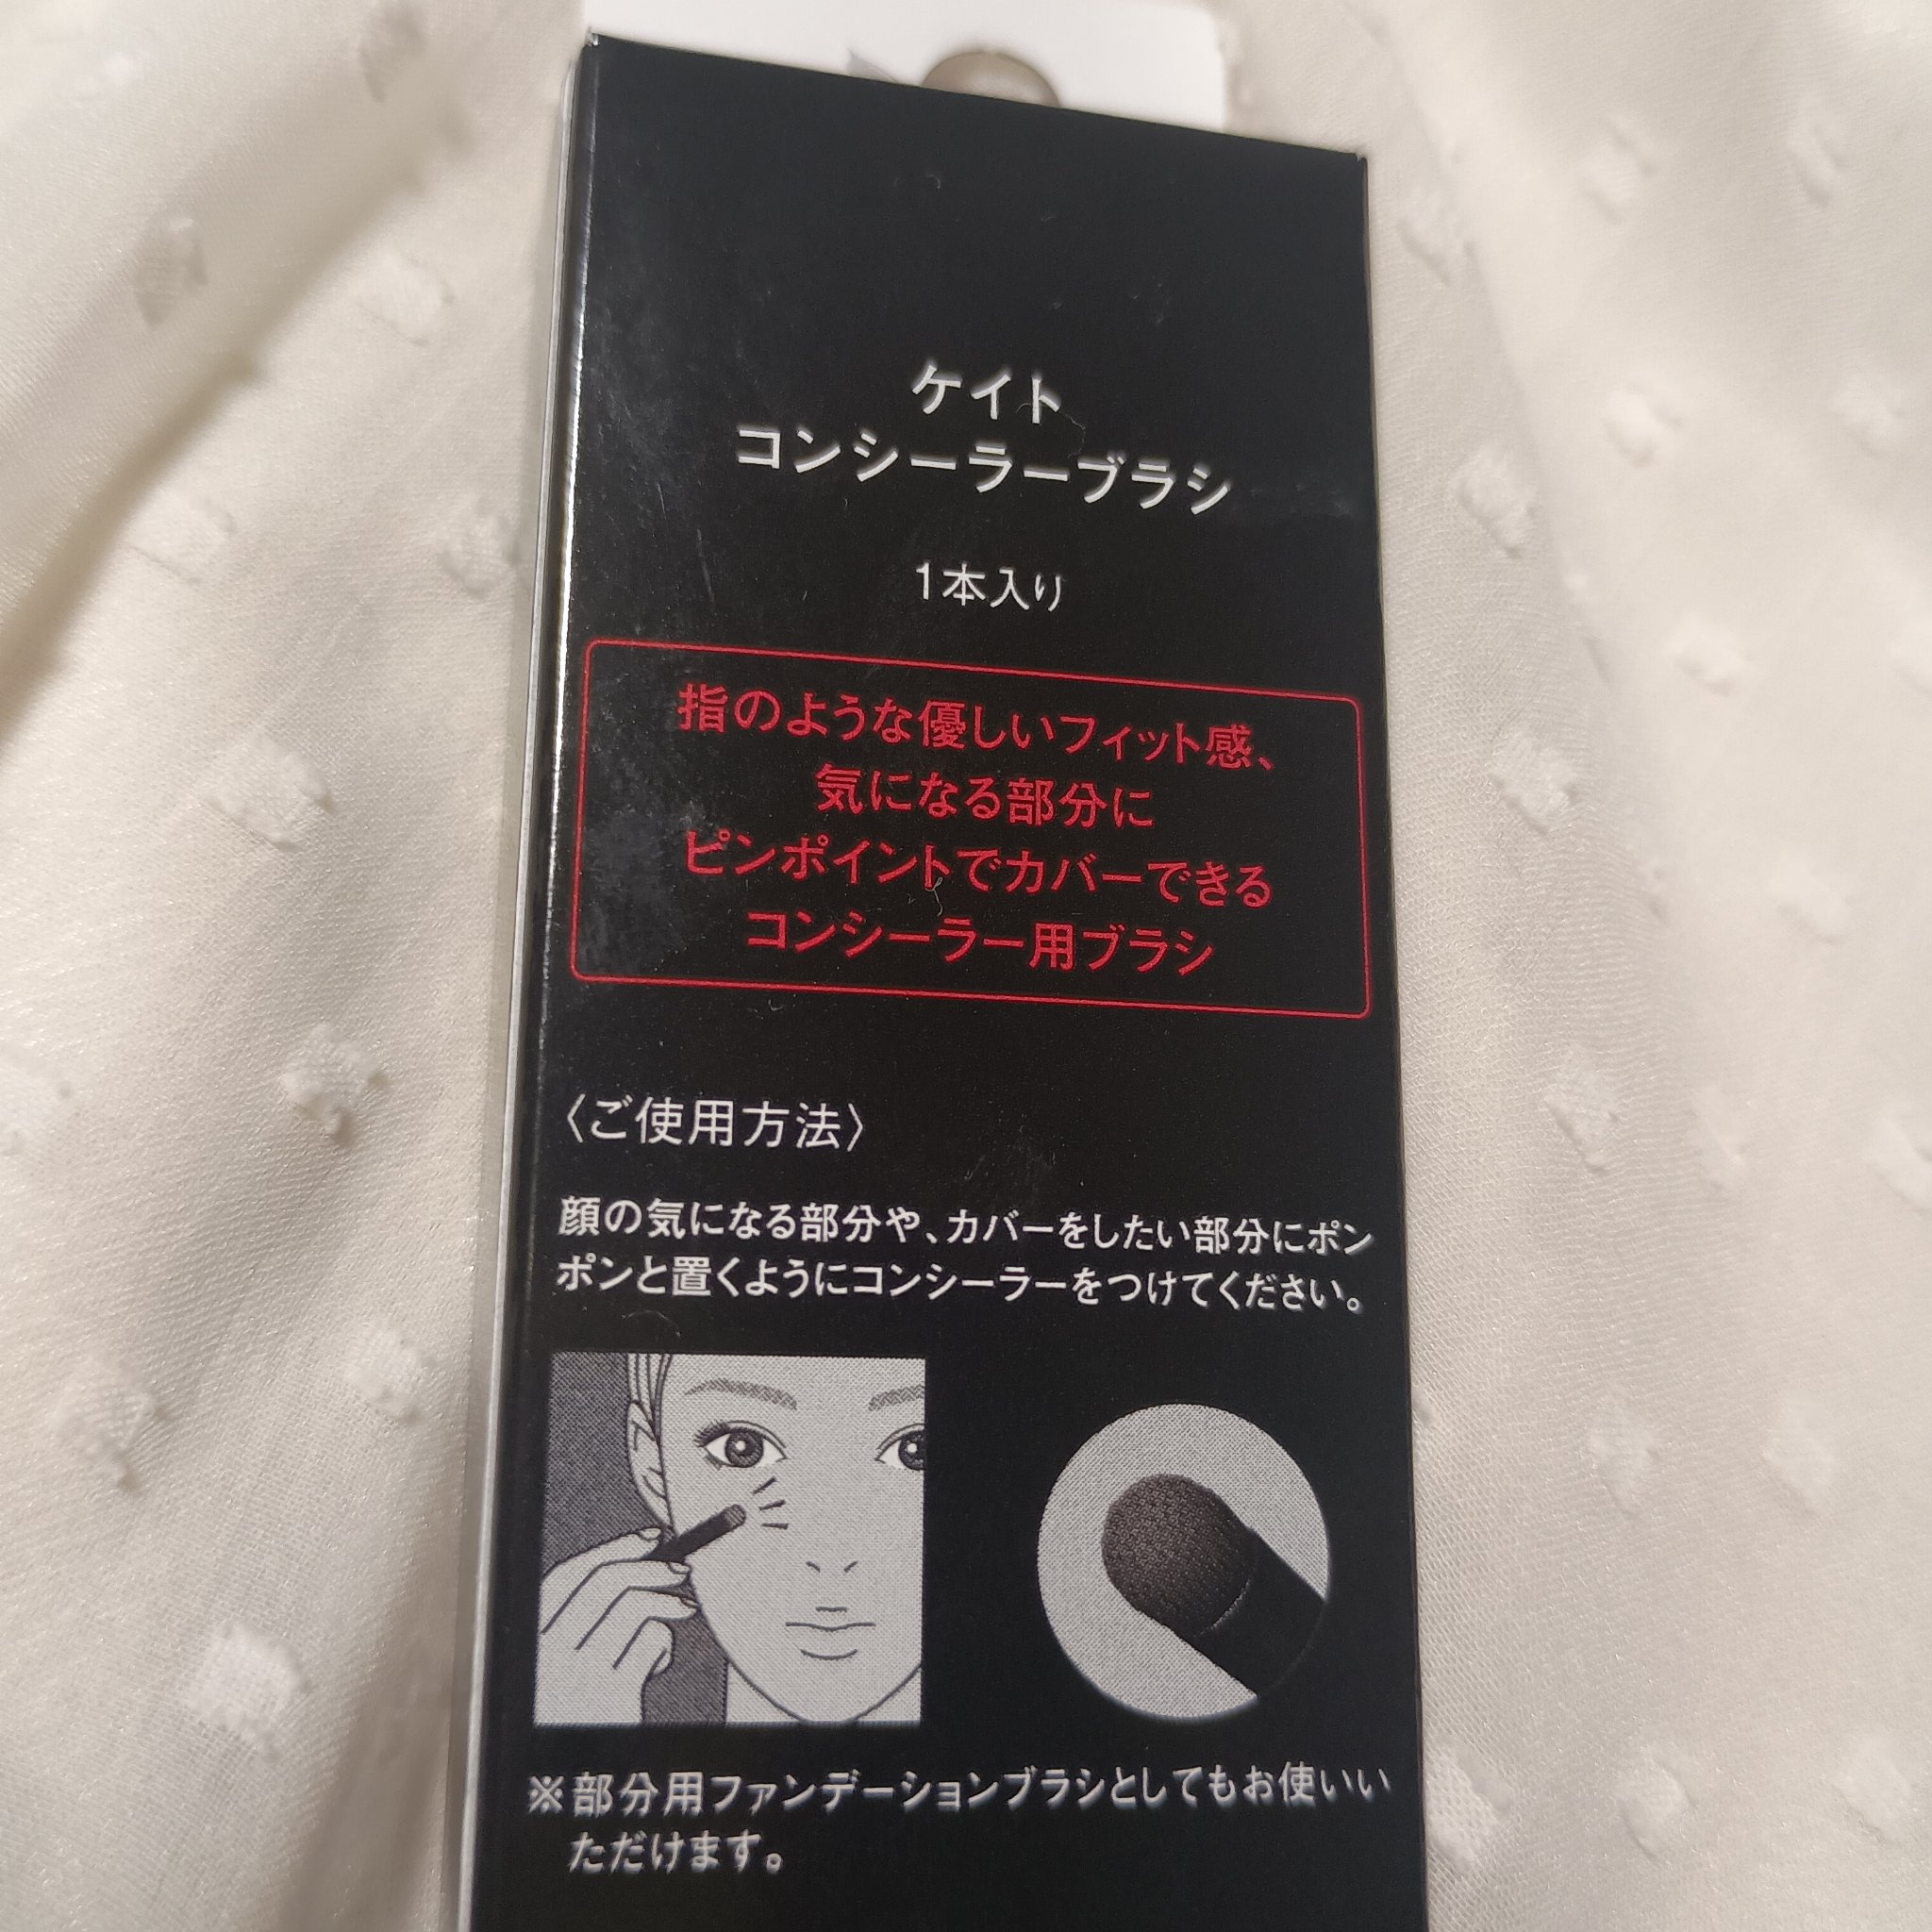 ケイト
コンシーラーブラシ
1本入り
指のような優しいフィット感、
気になる部分に
ピンポイントでカバーできる
コンシーラー用ブラシ
〈ご使用方法〉
顔の気になる部分や、カバーをしたい部分にポン
ポンと置くようにコンシーラーをつけてください。
※部分用ファンデーションブラシとしてもお使いい
ただけます。